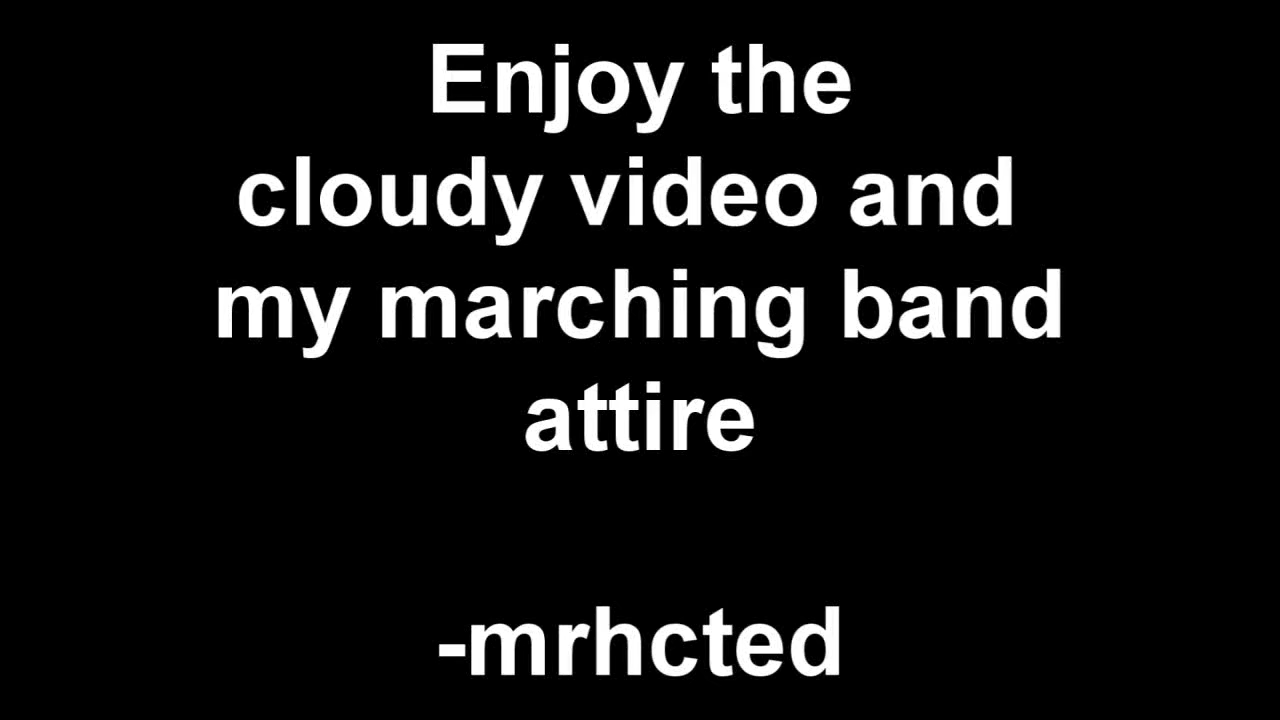 Enjoy the
cloudy video and
my marching band
attire
-mrhcted